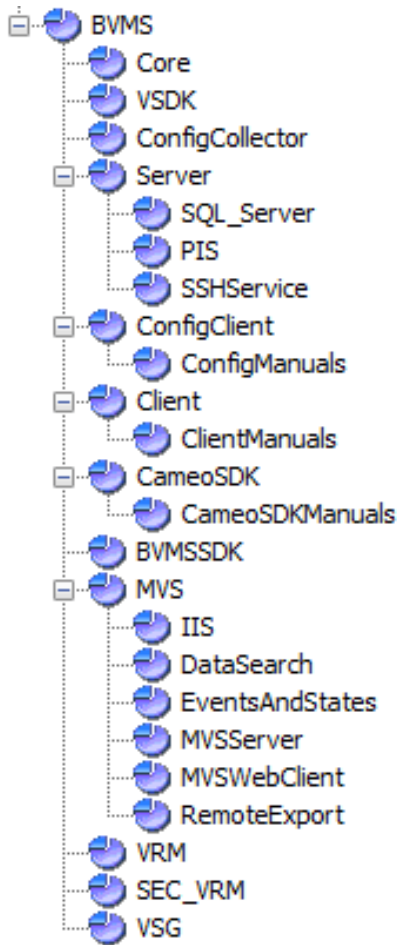 BVMS
Core
VSDK
ConfigCollector
Server
SQL_Server
PIS
SSHService
ConfigClient
ConfigManuals
Client
ClientManuals
CameoSDK
CameoSDKManuals
BVMSSDK
MVS
IIS
DataSearch
EventsAndStates
MVSServer
MVSWebClient
RemoteExport
VRM
SEC_VRM
VSG